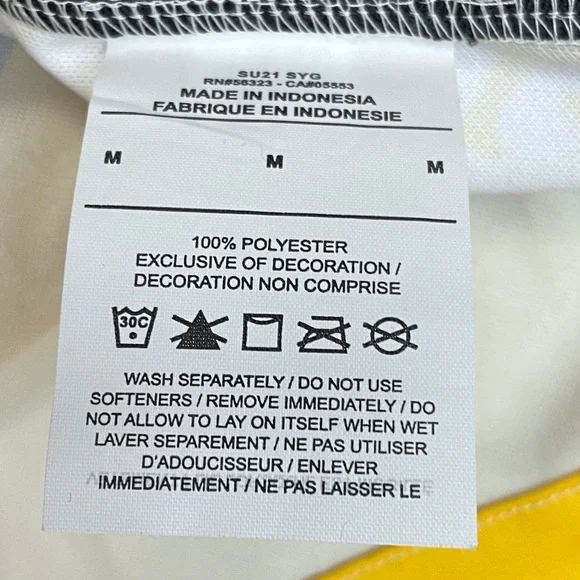 SU21 SYG
RN#56323 - CA#05553
MADE IN INDONESIA
FABRIQUE EN INDONESIE
M M M
100% POLYESTER
EXCLUSIVE OF DECORATION /
DECORATION NON COMPRISE
30C
WASH SEPARATELY / DO NOT USE
SOFTENERS / REMOVE IMMEDIATELY / DO
NOT ALLOW TO LAY ON ITSELF WHEN WET
LAVER SEPAREMENT / NE PAS UTILISER
D'ADOUCISSEUR / ENLEVER
IMMEDIATEMENT / NE PAS LAISSER LE